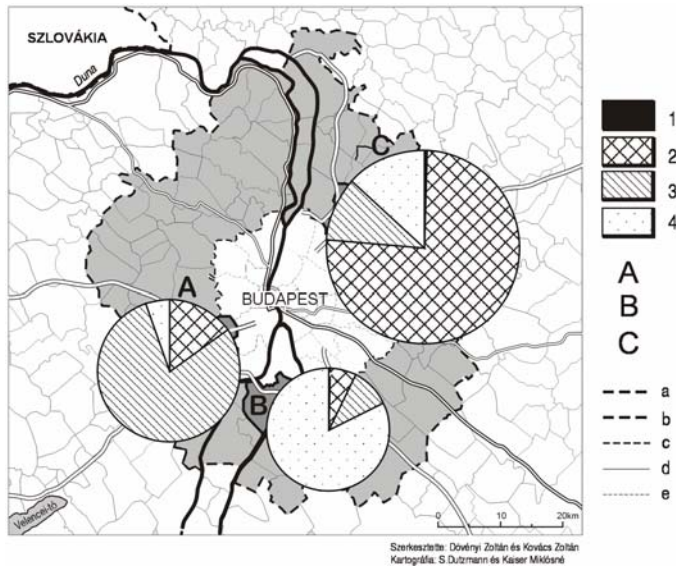 SZLOVÁKIA
Duna
C
A
BUDAPEST
B
Velencei-tó
0 20km
1
2
3
4
A
B
C
a
b
c
d
e
Szerkesztette: Dövényi Zoltán és Kovács Zoltán
Kartográfia: S.Dutzmann és Kaiser Miklósné